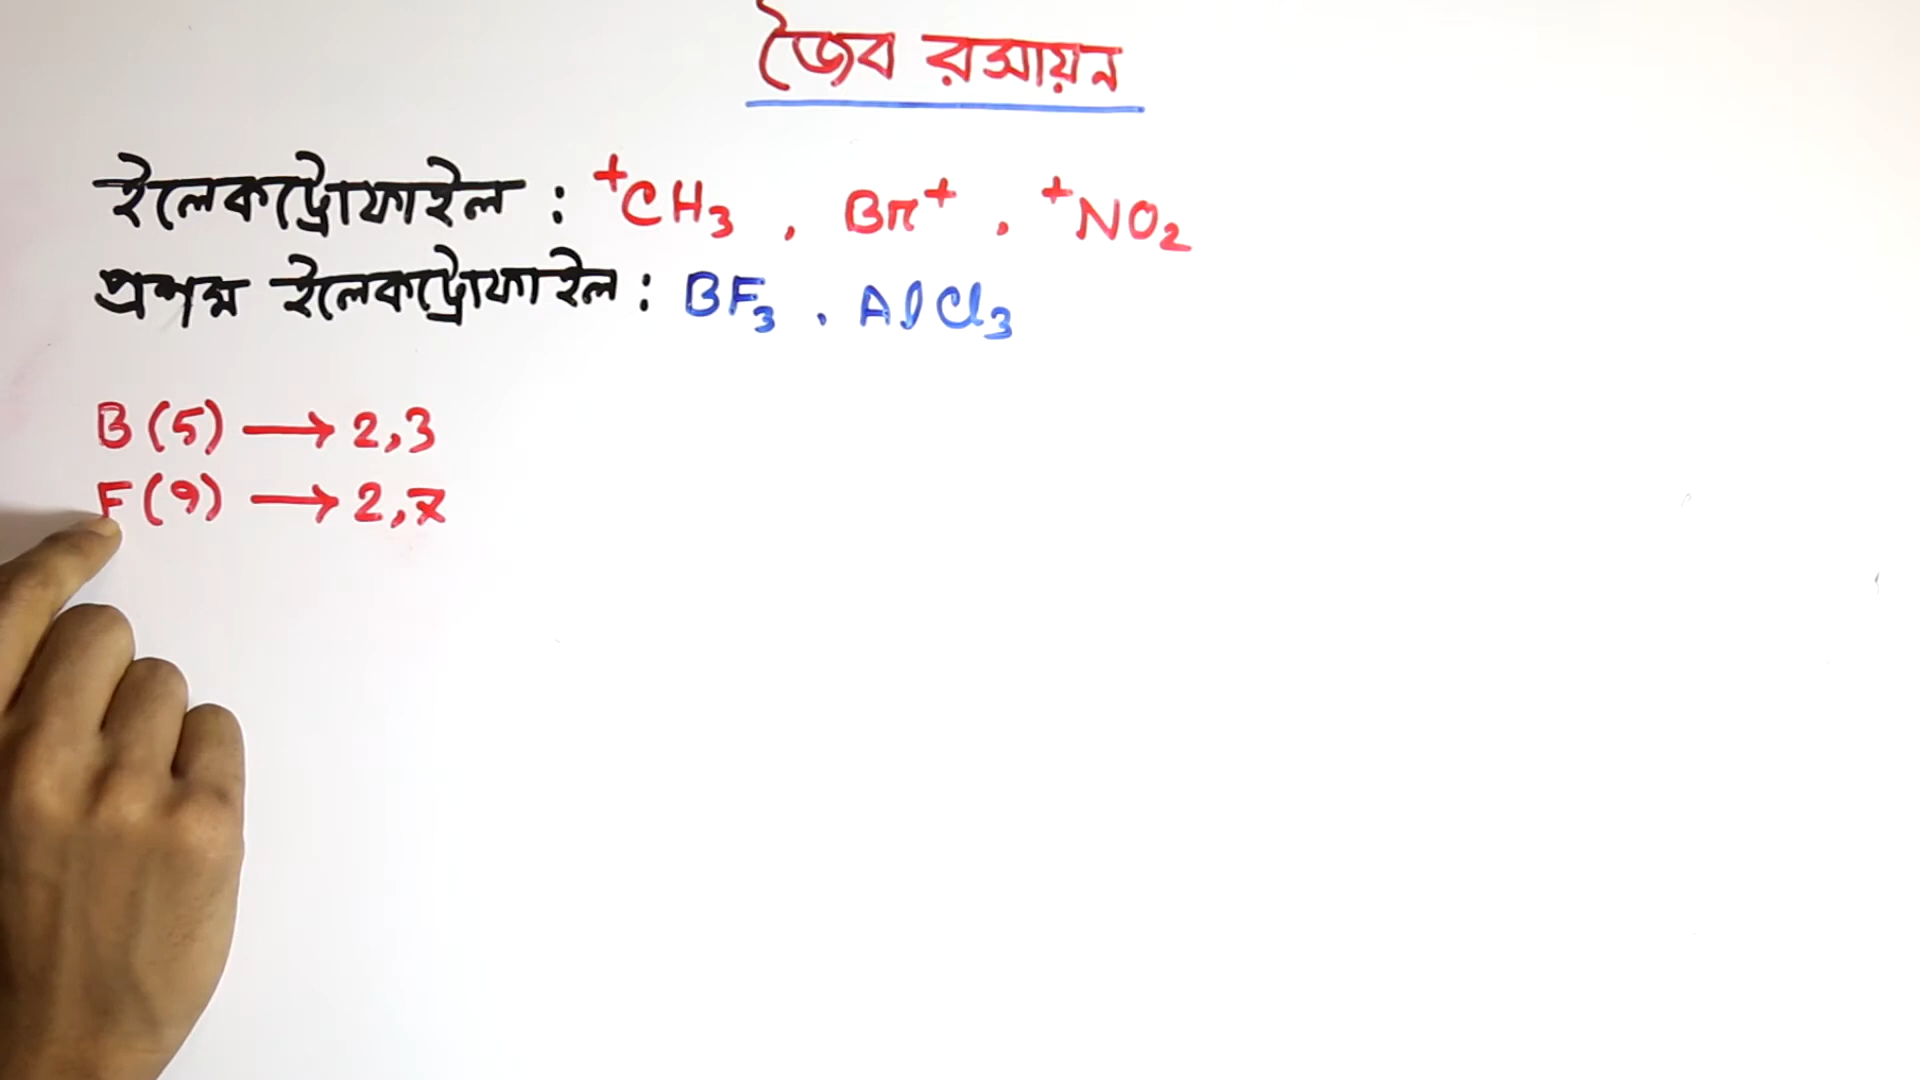 জৈব রসায়ন
ইলেকট্রোফাইল : ⁺CH₃ , Br⁺ , ⁺NO₂
প্রশম ইলেকট্রোফাইল : BF₃ , AlCl₃
B (5) → 2,3
F (9) → 2,7